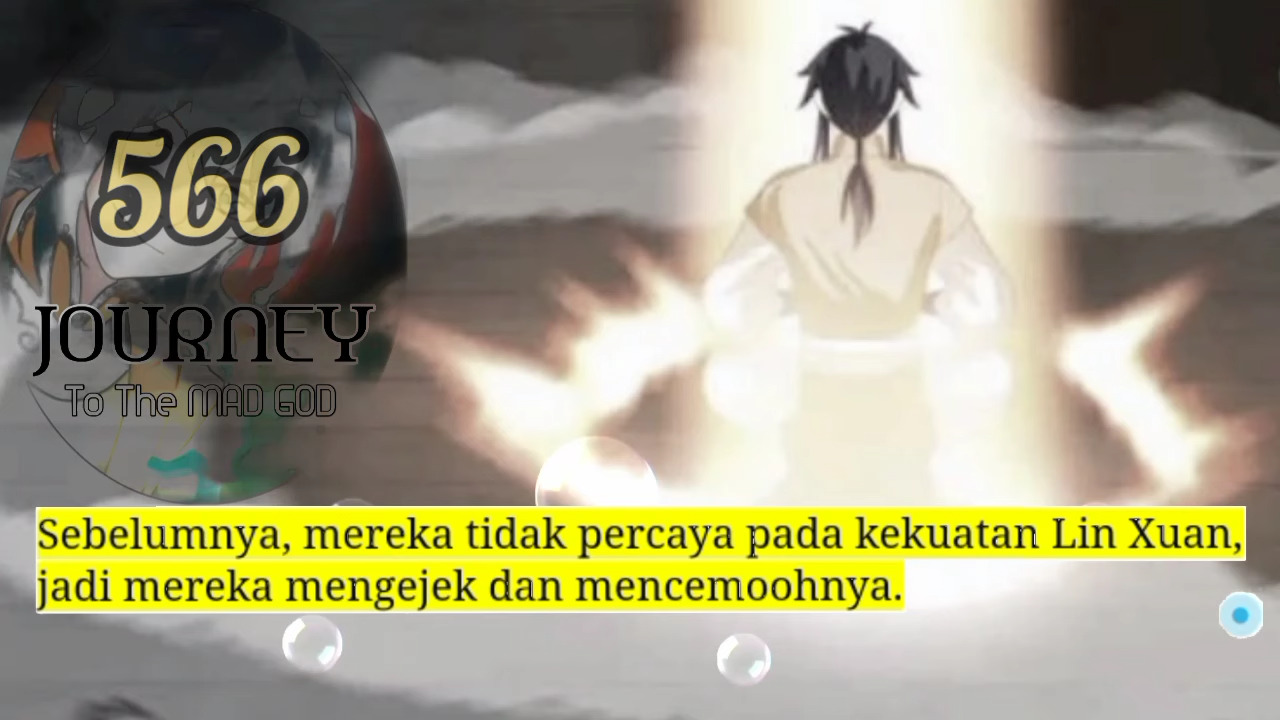 566
JOURNEY
To The MAD GOD
Sebelumnya, mereka tidak percaya pada kekuatan Lin Xuan,
jadi mereka mengejek dan mencemoohnya.